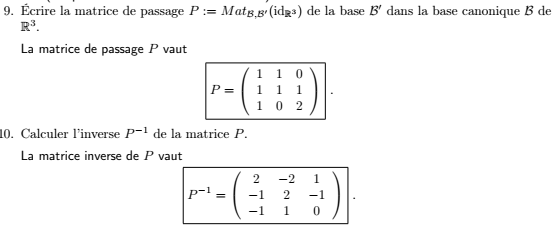 9. Écrire la matrice de passage P := Mat_{B,B'}(id_{ℝ³}) de la base B' dans la base canonique B de
ℝ³.
La matrice de passage P vaut
P = ( 1 1 0
1 1 1
1 0 2 ) .
10. Calculer l'inverse P⁻¹ de la matrice P.
La matrice inverse de P vaut
P⁻¹ = ( 2 −2 1
−1 2 −1
−1 1 0 ) .